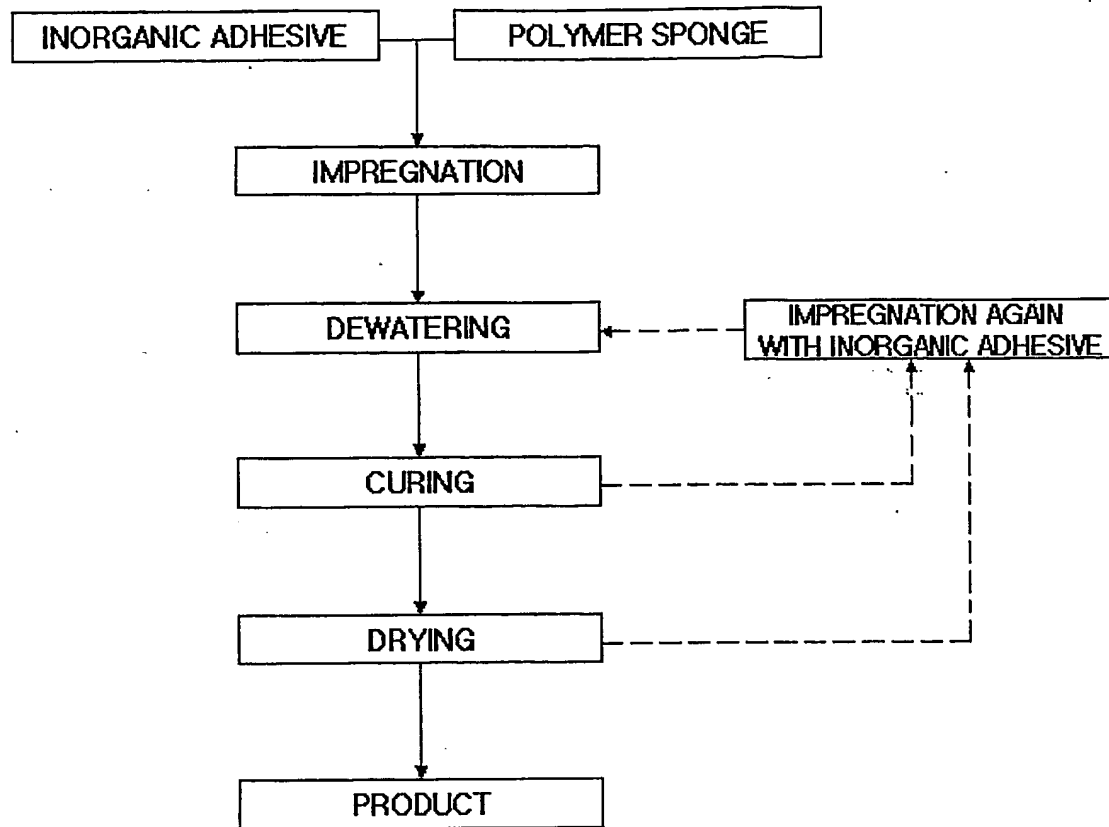 INORGANIC ADHESIVE
POLYMER SPONGE
IMPREGNATION
DEWATERING
IMPREGNATION AGAIN
WITH INORGANIC ADHESIVE
CURING
DRYING
PRODUCT